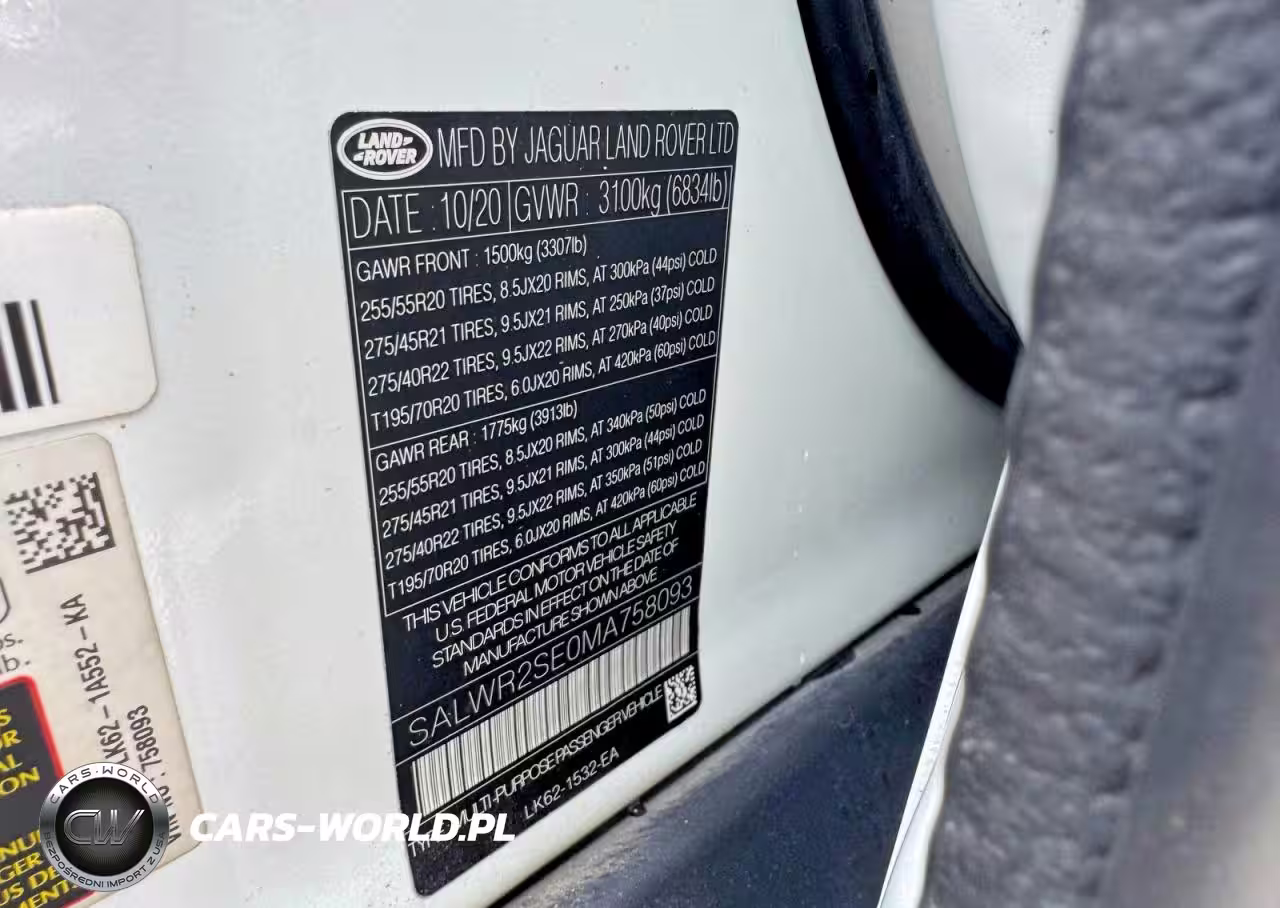 LAND-
-ROVER
MFD BY JAGUAR LAND ROVER LTD
DATE : 10/20 GVWR : 3100kg (6834lb)
GAWR FRONT : 1500kg (3307lb)
255/55R20 TIRES, 8.5JX20 RIMS, AT 300kPa (44psi) COLD
275/45R21 TIRES, 9.5JX21 RIMS, AT 250kPa (37psi) COLD
275/40R22 TIRES, 9.5JX22 RIMS, AT 270kPa (40psi) COLD
T195/70R20 TIRES, 6.0JX20 RIMS, AT 420kPa (60psi) COLD
GAWR REAR : 1775kg (3913lb)
255/55R20 TIRES, 8.5JX20 RIMS, AT 340kPa (50psi) COLD
275/45R21 TIRES, 9.5JX21 RIMS, AT 300kPa (44psi) COLD
275/40R22 TIRES, 9.5JX22 RIMS, AT 350kPa (51psi) COLD
T195/70R20 TIRES, 6.0JX20 RIMS, AT 420kPa (60psi) COLD
THIS VEHICLE CONFORMS TO ALL APPLICABLE
U.S. FEDERAL MOTOR VEHICLE SAFETY
STANDARDS IN EFFECT ON THE DATE OF
MANUFACTURE SHOWN ABOVE
SALWR2SE0MA758093
MULTI-PURPOSE PASSENGER VEHICLE
LK62-1532-EA
LK62-1A552-KA
VIN NO : 758093
lb.
ON
CARS-WORLD
CW
BEZPOŚREDNI IMPORT Z USA
CARS-WORLD.PL